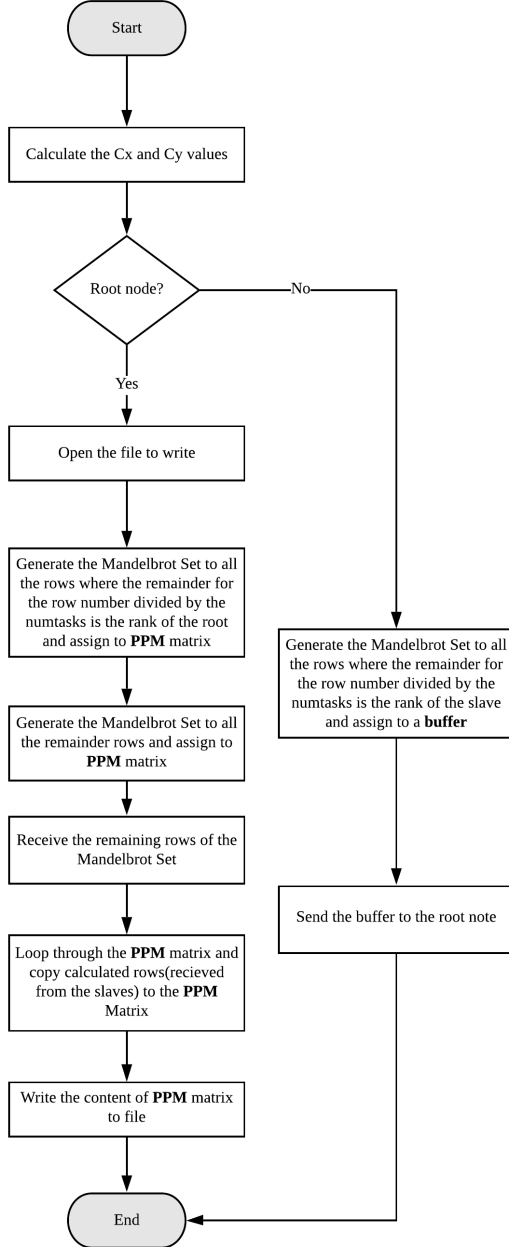 Start
Calculate the Cx and Cy values
Root node?
No
Yes
Open the file to write
Generate the Mandelbrot Set to all
the rows where the remainder for
the row number divided by the
numtasks is the rank of the root
and assign to PPM matrix
Generate the Mandelbrot Set to all
the remainder rows and assign to
PPM matrix
Receive the remaining rows of the
Mandelbrot Set
Loop through the PPM matrix and
copy calculated rows(recieved
from the slaves) to the PPM
Matrix
Write the content of PPM matrix
to file
Generate the Mandelbrot Set to all
the rows where the remainder for
the row number divided by the
numtasks is the rank of the slave
and assign to a buffer
Send the buffer to the root note
End